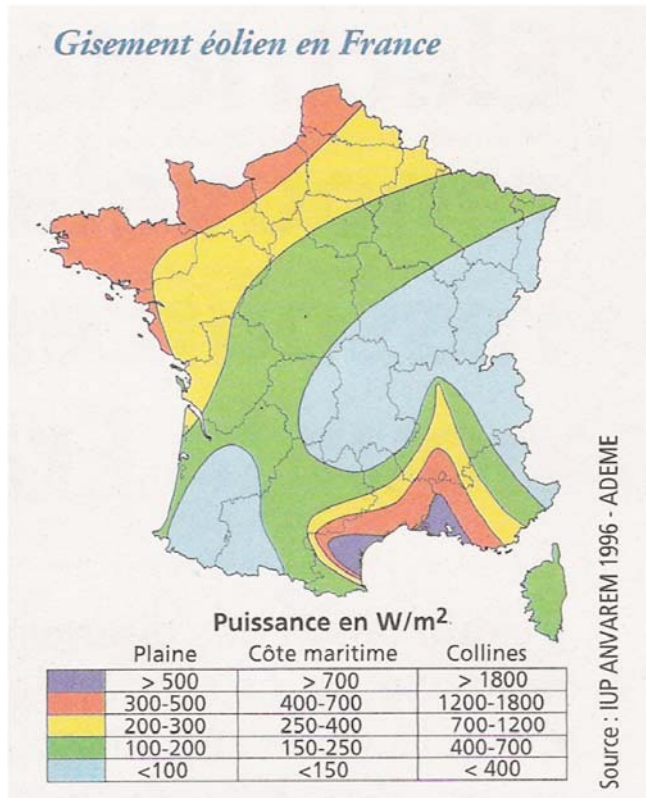 Gisement éolien en France
Puissance en W/m²
Plaine Côte maritime Collines
> 500 > 700 > 1800
300-500 400-700 1200-1800
200-300 250-400 700-1200
100-200 150-250 400-700
<100 <150 < 400
Source : IUP ANVAREM 1996 - ADEME